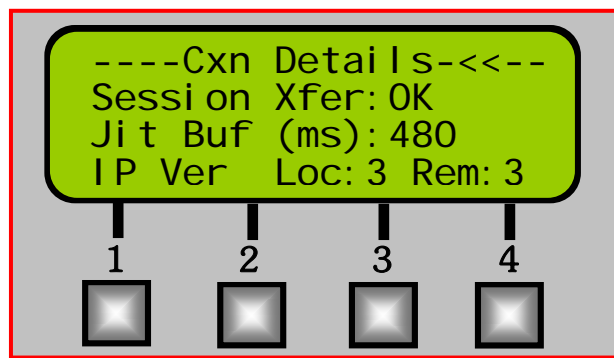 ----Cxn Details-<<--
Session Xfer:OK
Jit Buf (ms):480
IP Ver  Loc:3 Rem:3
1 2 3 4